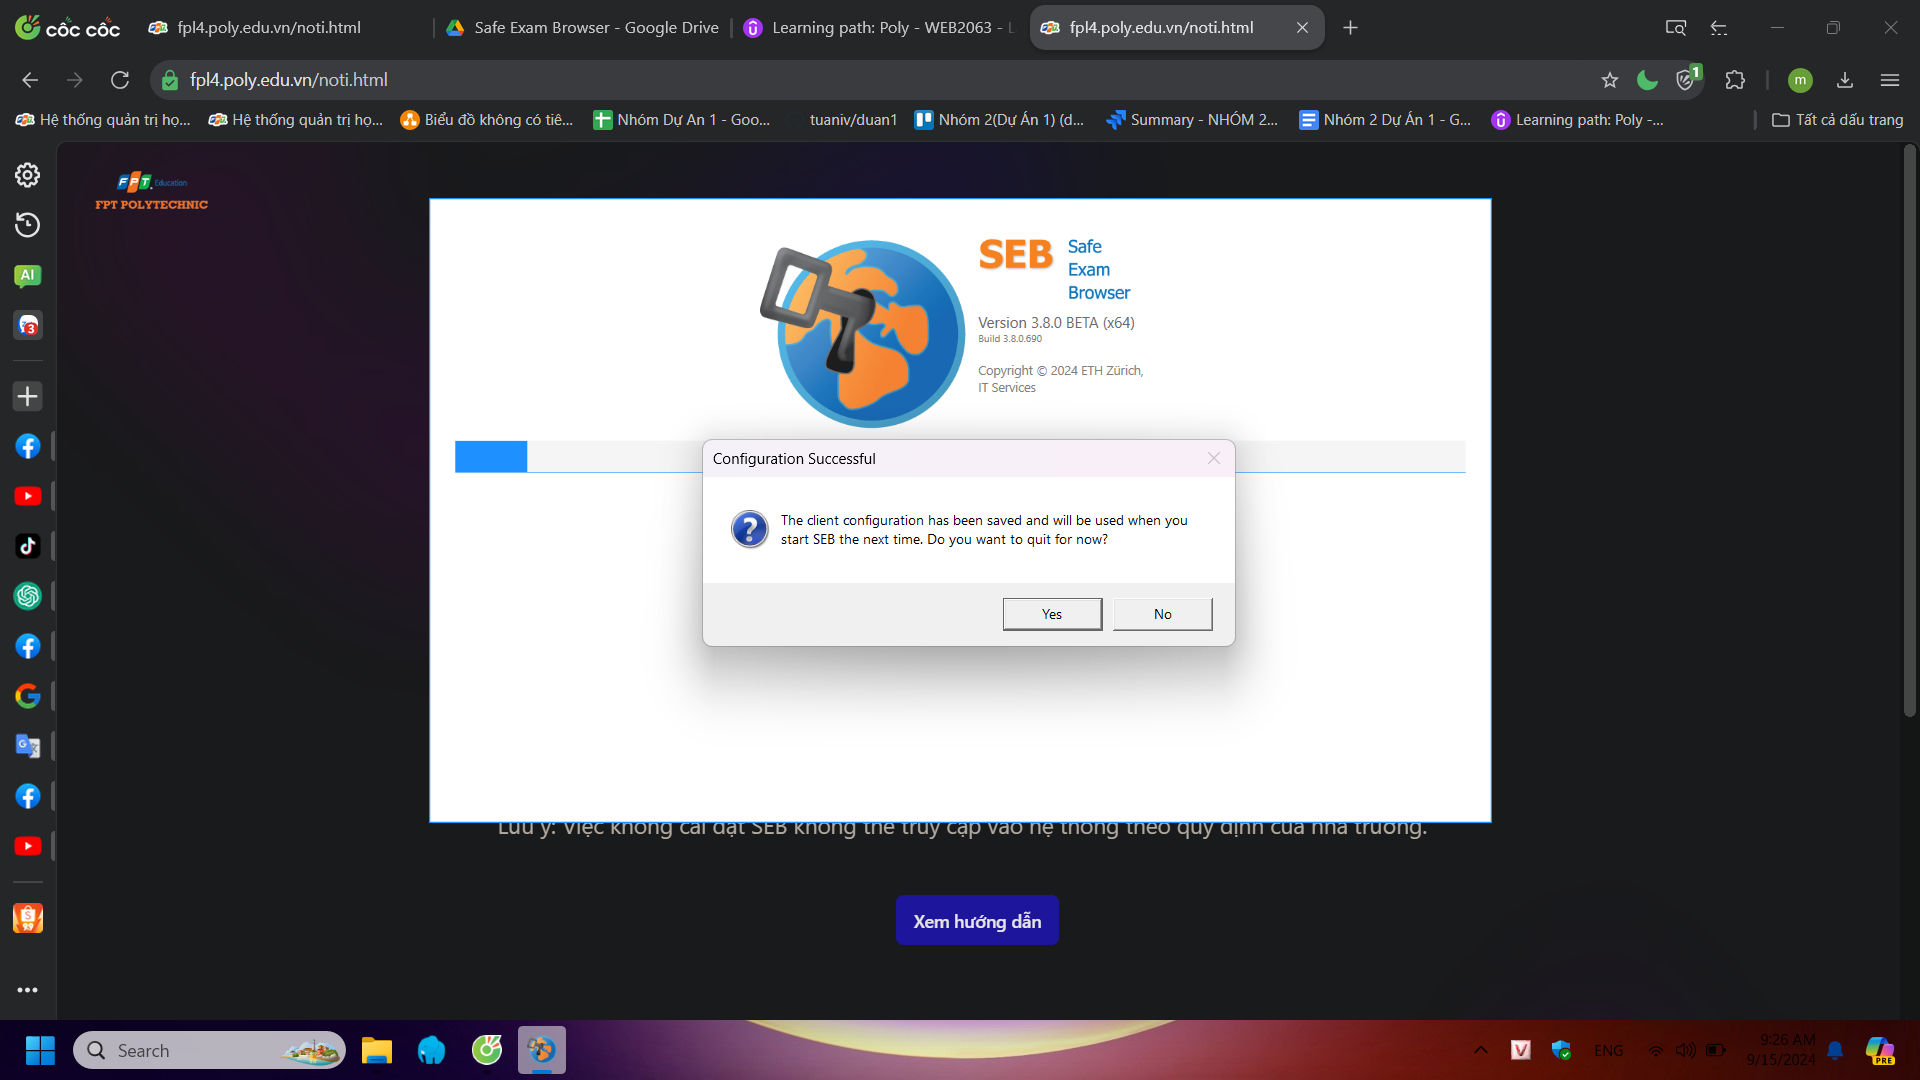 cốc cốc
fpl4.poly.edu.vn/noti.html
Safe Exam Browser - Google Drive
Learning path: Poly - WEB2063 - L
fpl4.poly.edu.vn/noti.html
fpl4.poly.edu.vn/noti.html
1
m
Hệ thống quản trị họ...
Hệ thống quản trị họ...
Biểu đồ không có tiê...
Nhóm Dự An 1 - Goo...
tuaniv/duan1
Nhóm 2(Dự Án 1) (d...
Summary - NHÓM 2...
Nhóm 2 Dự Án 1 - G...
Learning path: Poly -...
Tất cả dấu trang
FPT Education
FPT POLYTECHNIC
AI
3
SEB Safe
Exam
Browser
Version 3.8.0 BETA (x64)
Build 3.8.0.690
Copyright © 2024 ETH Zürich,
IT Services
Configuration Successful
The client configuration has been saved and will be used when you
start SEB the next time. Do you want to quit for now?
Yes
No
Lưu ý: Việc không cài đặt SEB không thể truy cập vào hệ thống theo quy định của nhà trường.
Xem hướng dẫn
Search
V
ENG
9:26 AM
9/15/2024
PRE